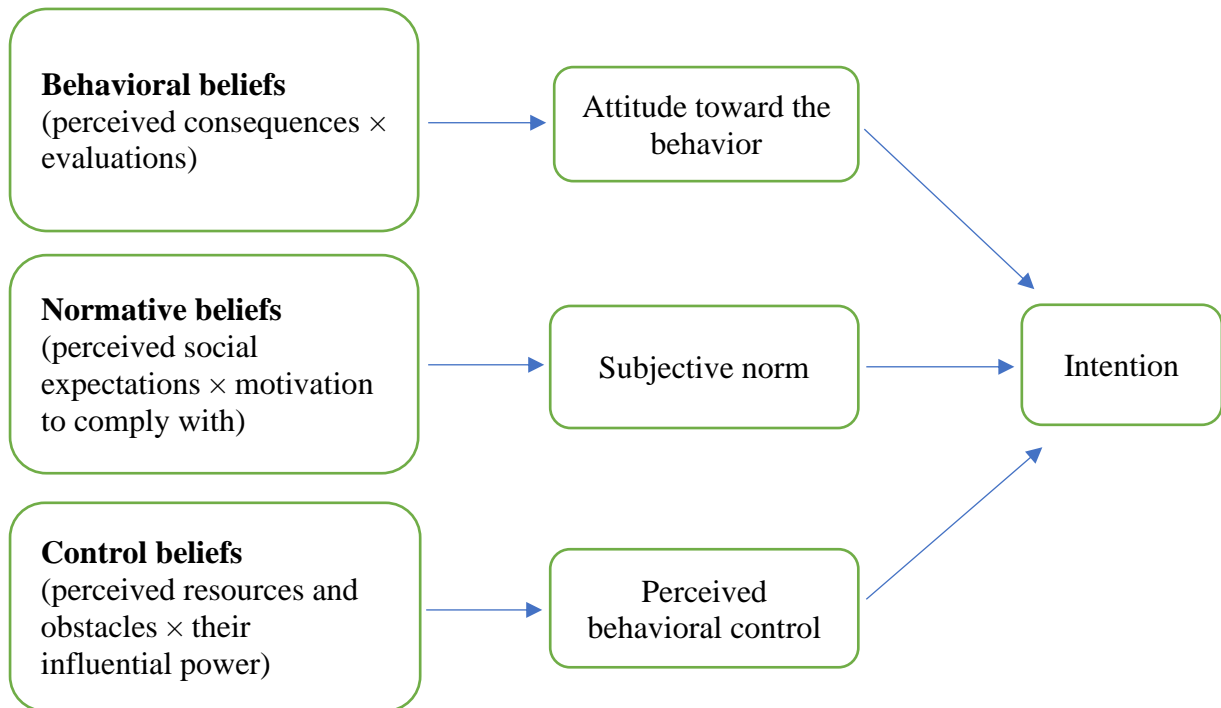 Behavioral beliefs
(perceived consequences ×
evaluations)
Attitude toward the
behavior
Normative beliefs
(perceived social
expectations × motivation
to comply with)
Subjective norm
Intention
Control beliefs
(perceived resources and
obstacles × their
influential power)
Perceived
behavioral control